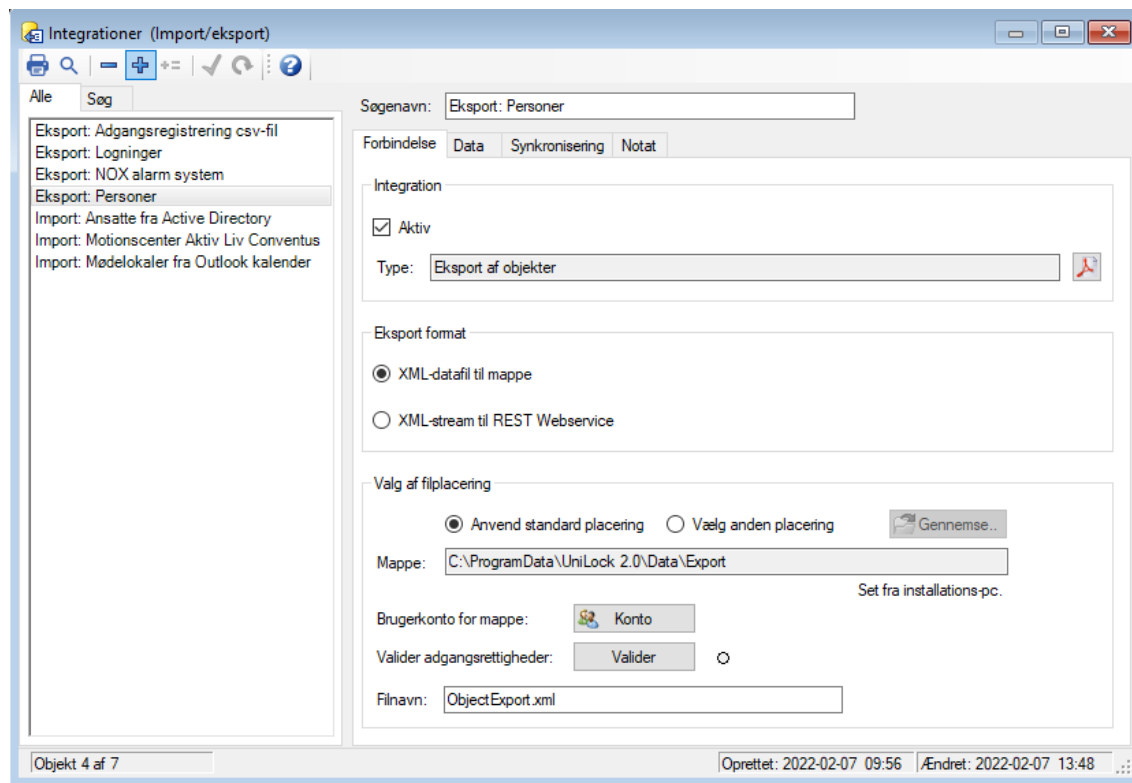 Integrationer (Import/eksport)
Alle
Søg
Eksport: Adgangsregistrering csv-fil
Eksport: Logninger
Eksport: NOX alarm system
Eksport: Personer
Import: Ansatte fra Active Directory
Import: Motionscenter Aktiv Liv Conventus
Import: Mødelokaler fra Outlook kalender
Søgenavn: Eksport: Personer
Forbindelse Data Synkronisering Notat
Integration
Aktiv
Type: Eksport af objekter
Eksport format
XML-datafil til mappe
XML-stream til REST Webservice
Valg af filplacering
Anvend standard placering Vælg anden placering Gennemse..
Mappe: C:\ProgramData\UniLock 2.0\Data\Export
Set fra installations-pc.
Brugerkonto for mappe: Konto
Valider adgangsrettigheder: Valider
Filnavn: ObjectExport.xml
Objekt 4 af 7
Oprettet: 2022-02-07 09:56 Ændret: 2022-02-07 13:48